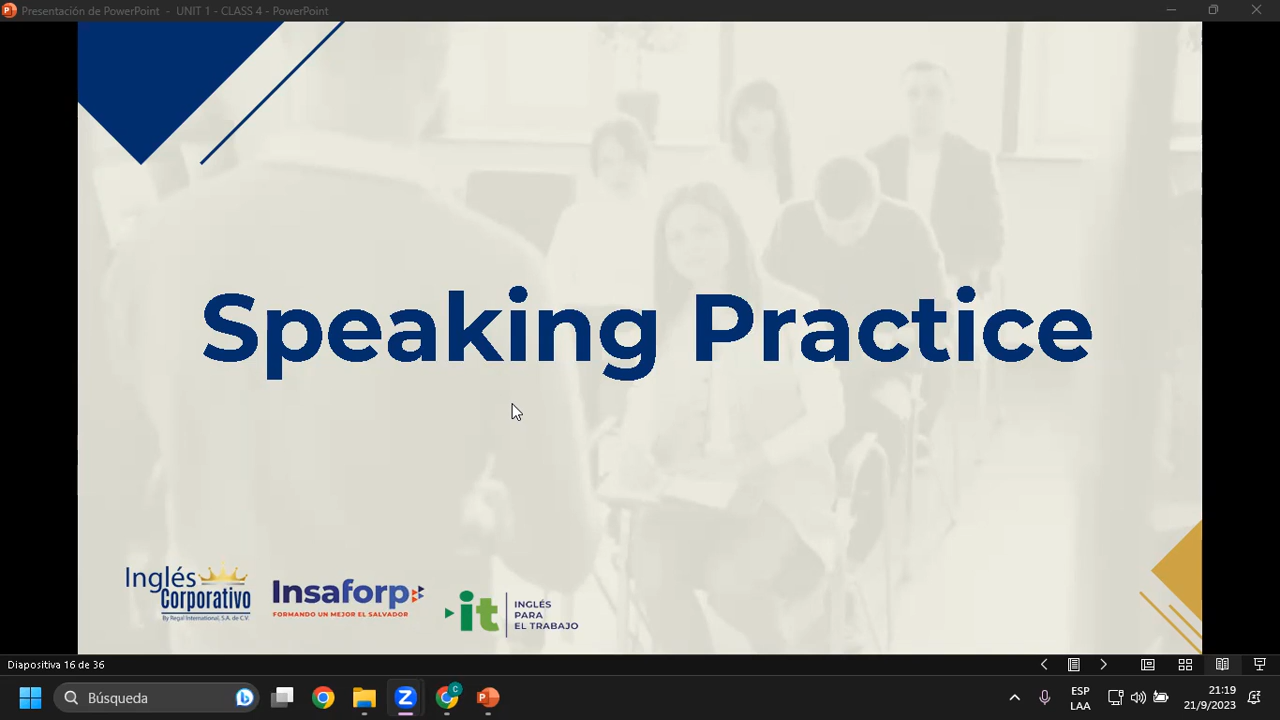 Presentación de PowerPoint - UNIT 1 - CLASS 4 - PowerPoint
Speaking Practice
Inglés
Corporativo
By Regal International, S.A. de C.V.
Insaforp
FORMANDO UN MEJOR EL SALVADOR
it
INGLÉS
PARA
EL TRABAJO
Diapositiva 16 de 36
Búsqueda
ESP
LAA
21:19
21/9/2023